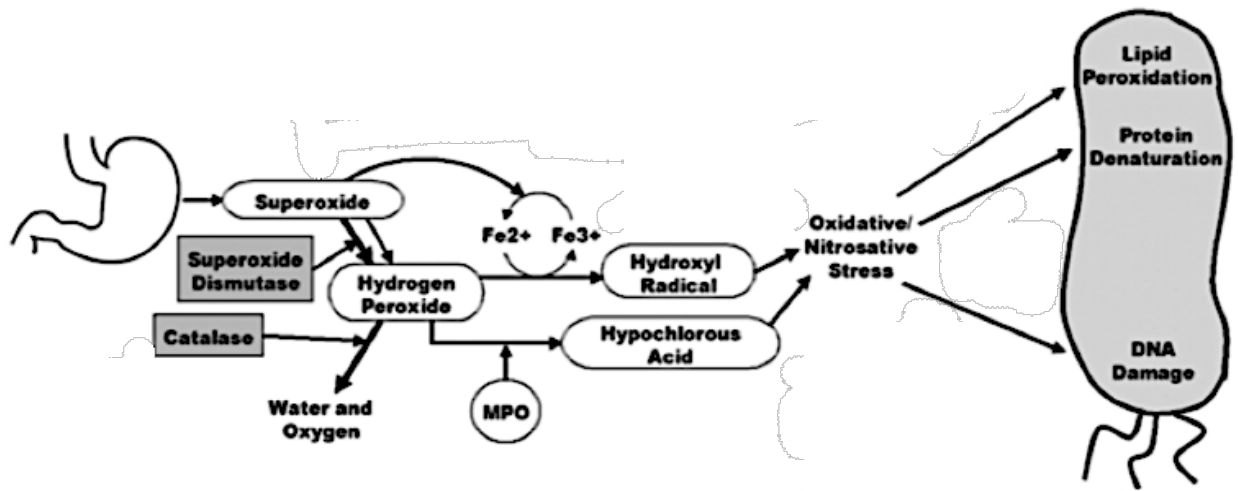 Lipid
Peroxidation
Protein
Denaturation
Superoxide
Fe2+ Fe3+
Oxidative/
Nitrosative
Stress
Superoxide
Dismutase
Hydrogen
Peroxide
Hydroxyl
Radical
Catalase
Hypochlorous
Acid
DNA
Damage
Water and
Oxygen
MPO